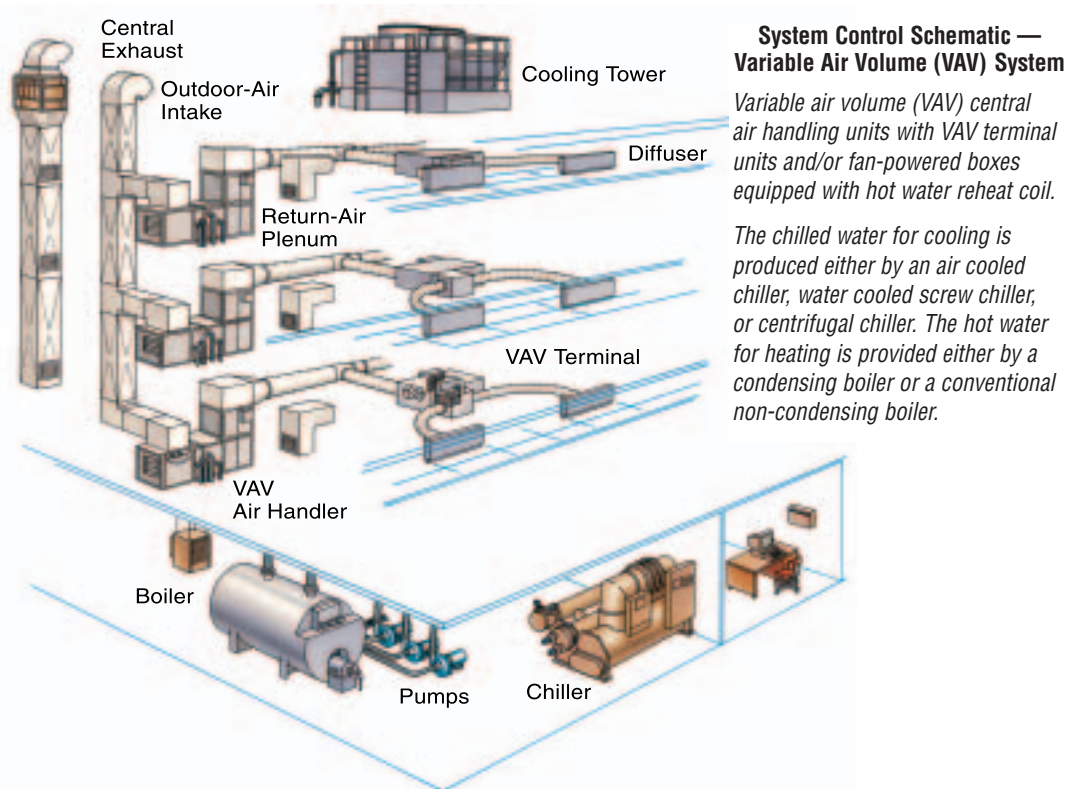 Central
Exhaust
Outdoor-Air
Intake
Cooling Tower
Diffuser
Return-Air
Plenum
VAV Terminal
VAV
Air Handler
Boiler
Pumps
Chiller
System Control Schematic —
Variable Air Volume (VAV) System
Variable air volume (VAV) central
air handling units with VAV terminal
units and/or fan-powered boxes
equipped with hot water reheat coil.
The chilled water for cooling is
produced either by an air cooled
chiller, water cooled screw chiller,
or centrifugal chiller. The hot water
for heating is provided either by a
condensing boiler or a conventional
non-condensing boiler.